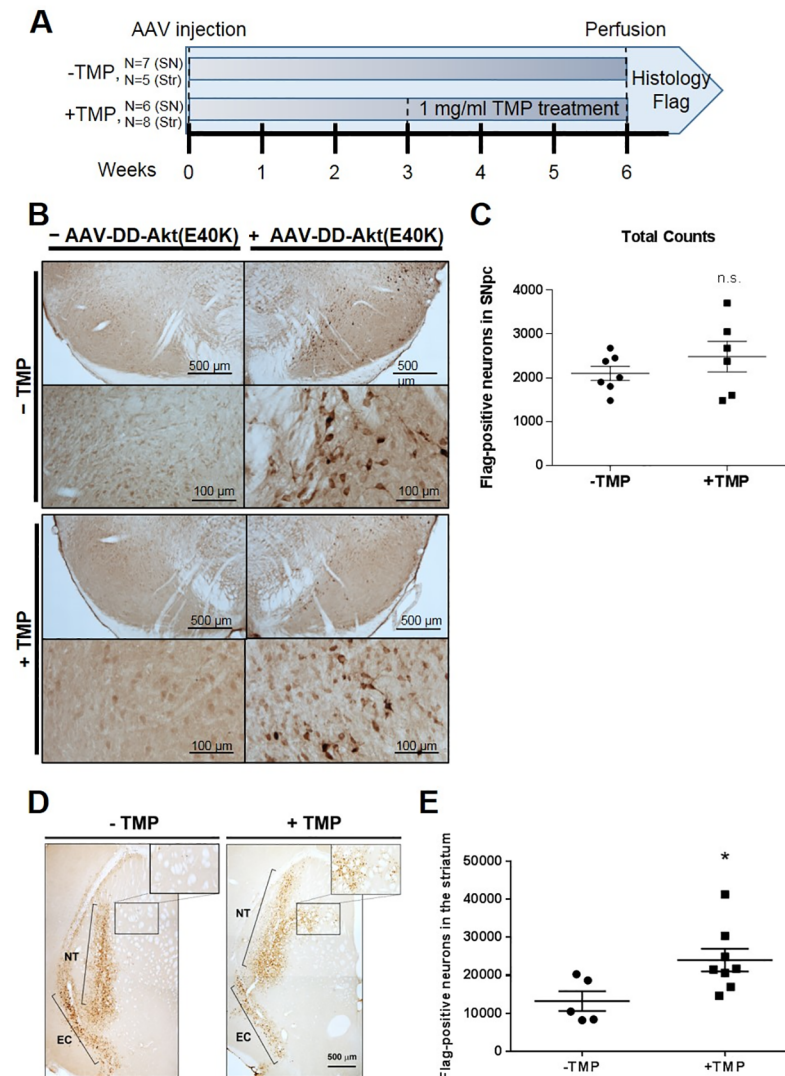 A
AAV injection
Perfusion
-TMP, N=7 (SN)
N=5 (Str)
+TMP, N=6 (SN)
N=8 (Str)
1 mg/ml TMP treatment
Histology
Flag
Weeks
0 1 2 3 4 5 6
B
− AAV-DD-Akt(E40K)
+ AAV-DD-Akt(E40K)
− TMP
500 µm
500
µm
100 µm
100 µm
+ TMP
500 µm
500 µm
100 µm
100 µm
C
Total Counts
n.s.
Flag-positive neurons in SNpc
4000
3000
2000
1000
0
-TMP
+TMP
D
- TMP
+ TMP
NT
EC
NT
EC
500 µm
E
*
Flag-positive neurons in the striatum
50000
40000
30000
20000
10000
0
-TMP
+TMP